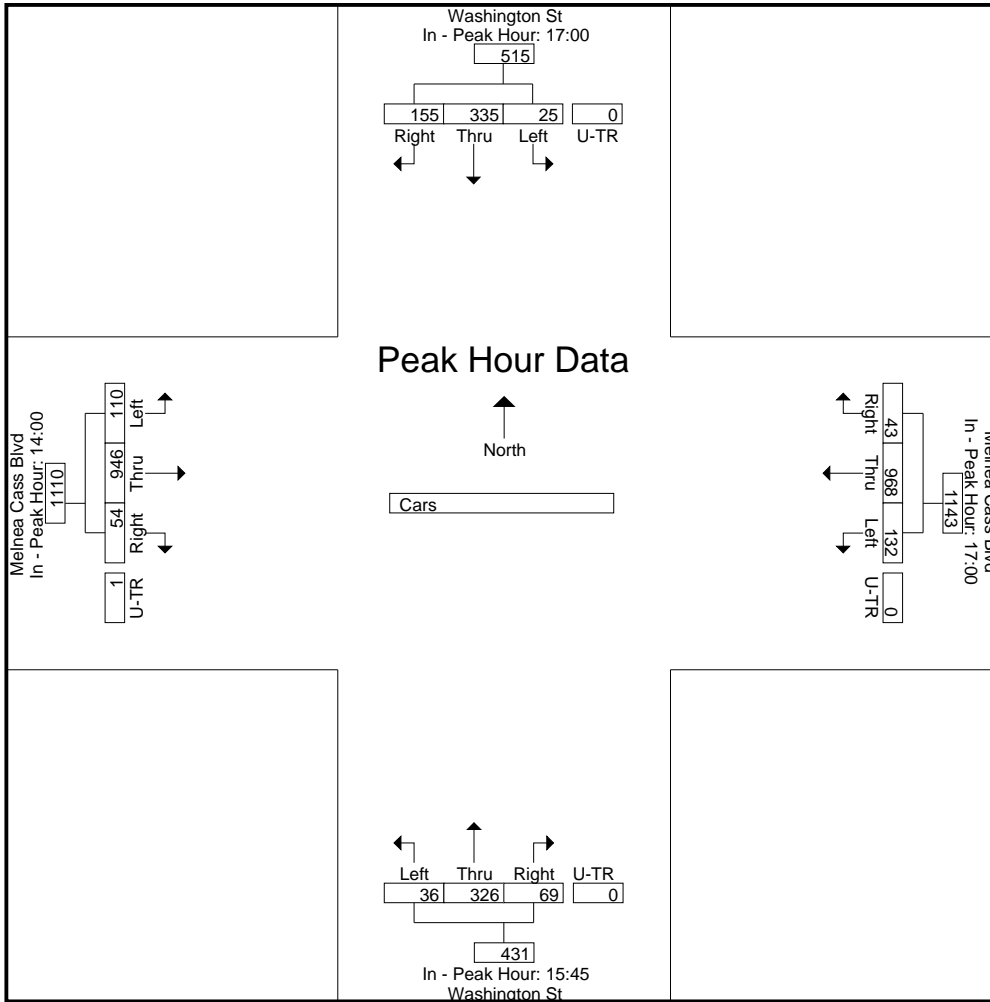 Washington St
In - Peak Hour: 17:00
515
155 335 25 0
Right Thru Left U-TR
Peak Hour Data
North
Cars
Melnea Cass Blvd
In - Peak Hour: 14:00
1110
110 946 54 1
Left Thru Right U-TR
Melnea Cass Blvd
In - Peak Hour: 17:00
1143
43 968 132 0
Right Thru Left U-TR
Left Thru Right U-TR
36 326 69 0
431
In - Peak Hour: 15:45
Washington St